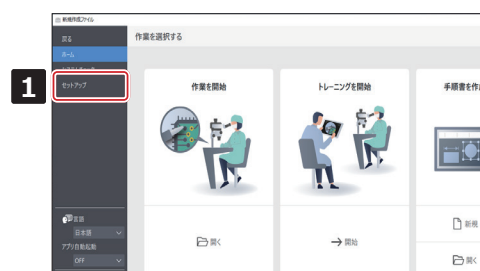 新規作成ファイル
戻る
作業を選択する
ホーム
1
セットアップ
作業を開始
トレーニングを開始
手順書を作
言語
日本語
アプリ自動起動
OFF
開く
開始
新規
開く